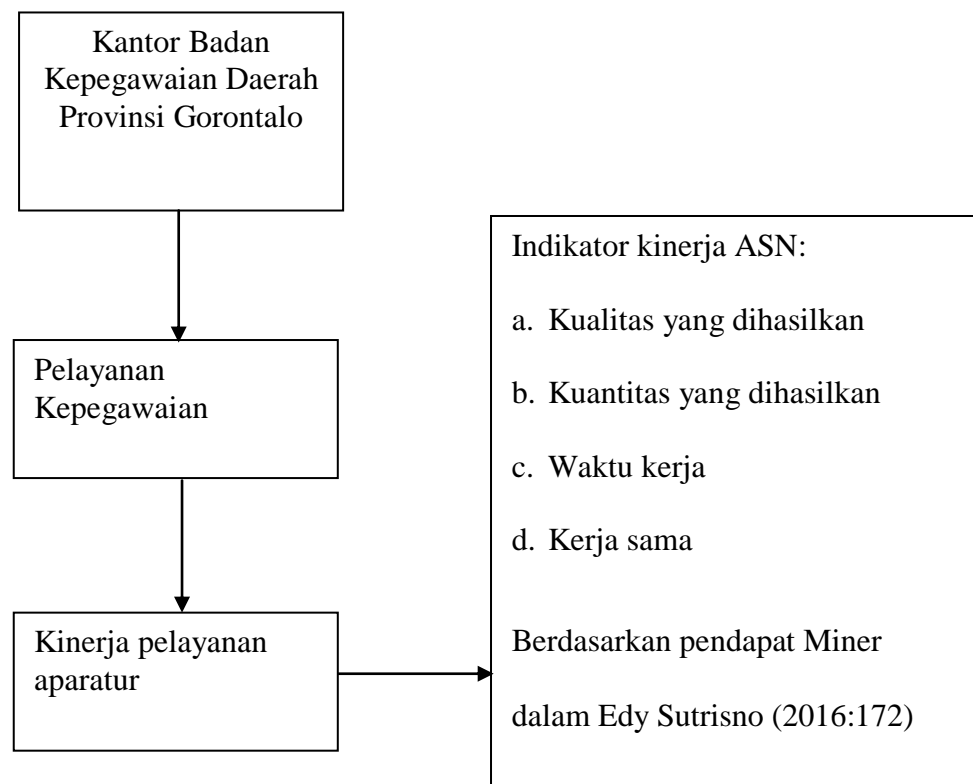 Kantor Badan
Kepegawaian Daerah
Provinsi Gorontalo
Pelayanan
Kepegawaian
Kinerja pelayanan
aparatur
Indikator kinerja ASN:
a. Kualitas yang dihasilkan
b. Kuantitas yang dihasilkan
c. Waktu kerja
d. Kerja sama
Berdasarkan pendapat Miner
dalam Edy Sutrisno (2016:172)